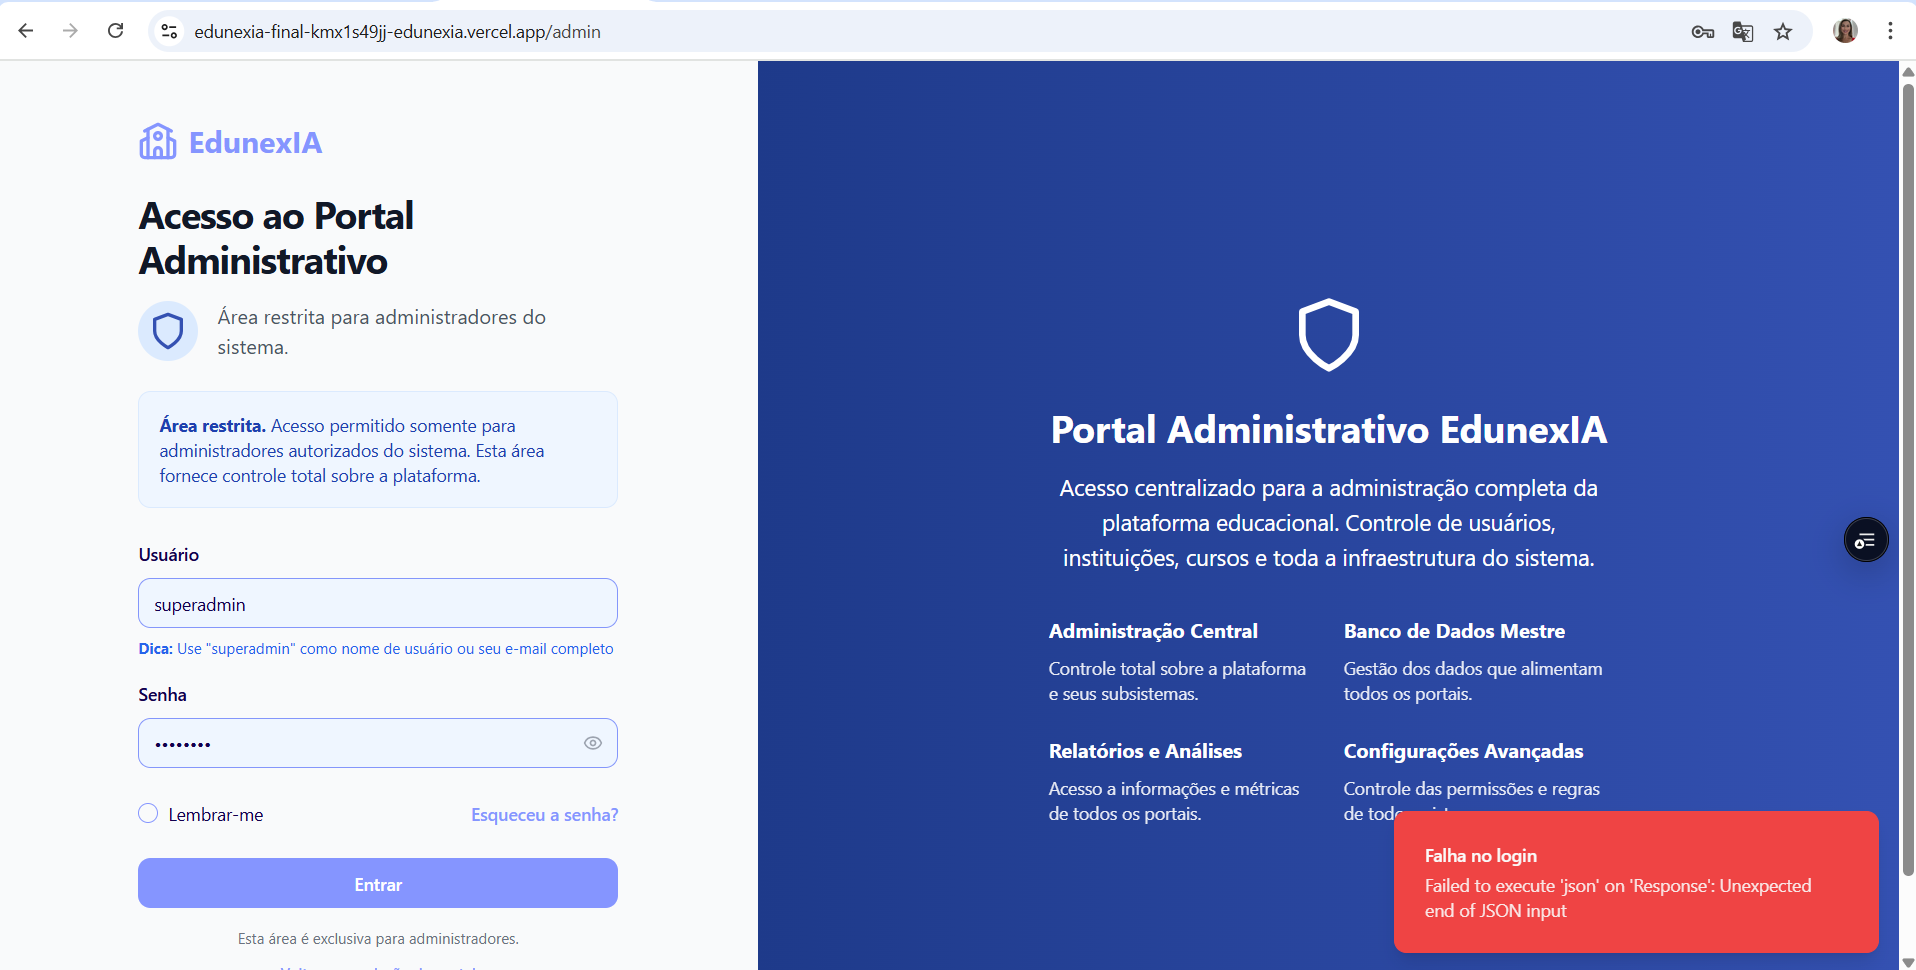 edunexia-final-kmx1s49jj-edunexia.vercel.app/admin
EdunexIA
Acesso ao Portal
Administrativo
Área restrita para administradores do
sistema.
Área restrita. Acesso permitido somente para
administradores autorizados do sistema. Esta área
fornece controle total sobre a plataforma.
Usuário
superadmin
Dica: Use "superadmin" como nome de usuário ou seu e-mail completo
Senha
••••••••
Lembrar-me
Esqueceu a senha?
Entrar
Esta área é exclusiva para administradores.
Portal Administrativo EdunexIA
Acesso centralizado para a administração completa da
plataforma educacional. Controle de usuários,
instituições, cursos e toda a infraestrutura do sistema.
Administração Central
Controle total sobre a plataforma
e seus subsistemas.
Banco de Dados Mestre
Gestão dos dados que alimentam
todos os portais.
Relatórios e Análises
Acesso a informações e métricas
de todos os portais.
Configurações Avançadas
Controle das permissões e regras
de
Falha no login
Failed to execute 'json' on 'Response': Unexpected
end of JSON input